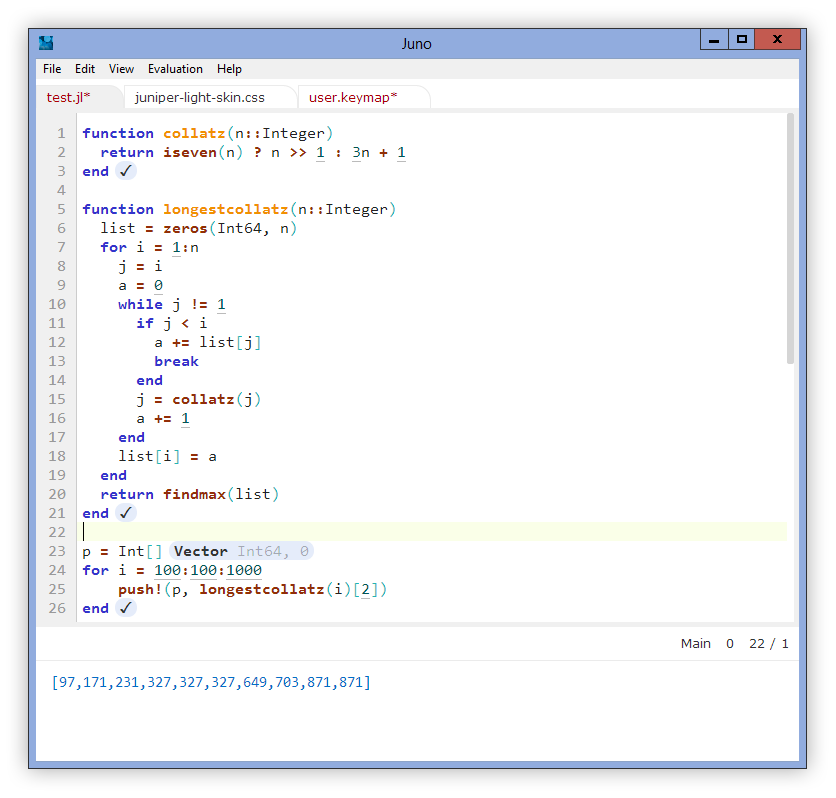 Juno
File Edit View Evaluation Help
test.jl* juniper-light-skin.css user.keymap*
1 function collatz(n::Integer)
2   return iseven(n) ? n >> 1 : 3n + 1
3 end ✓
4
5 function longestcollatz(n::Integer)
6   list = zeros(Int64, n)
7   for i = 1:n
8     j = i
9     a = 0
10     while j != 1
11       if j < i
12         a += list[j]
13         break
14       end
15       j = collatz(j)
16       a += 1
17     end
18     list[i] = a
19   end
20   return findmax(list)
21 end ✓
22
23 p = Int[] Vector Int64, 0
24 for i = 100:100:1000
25     push!(p, longestcollatz(i)[2])
26 end ✓
Main 0 22 / 1
[97,171,231,327,327,327,649,703,871,871]